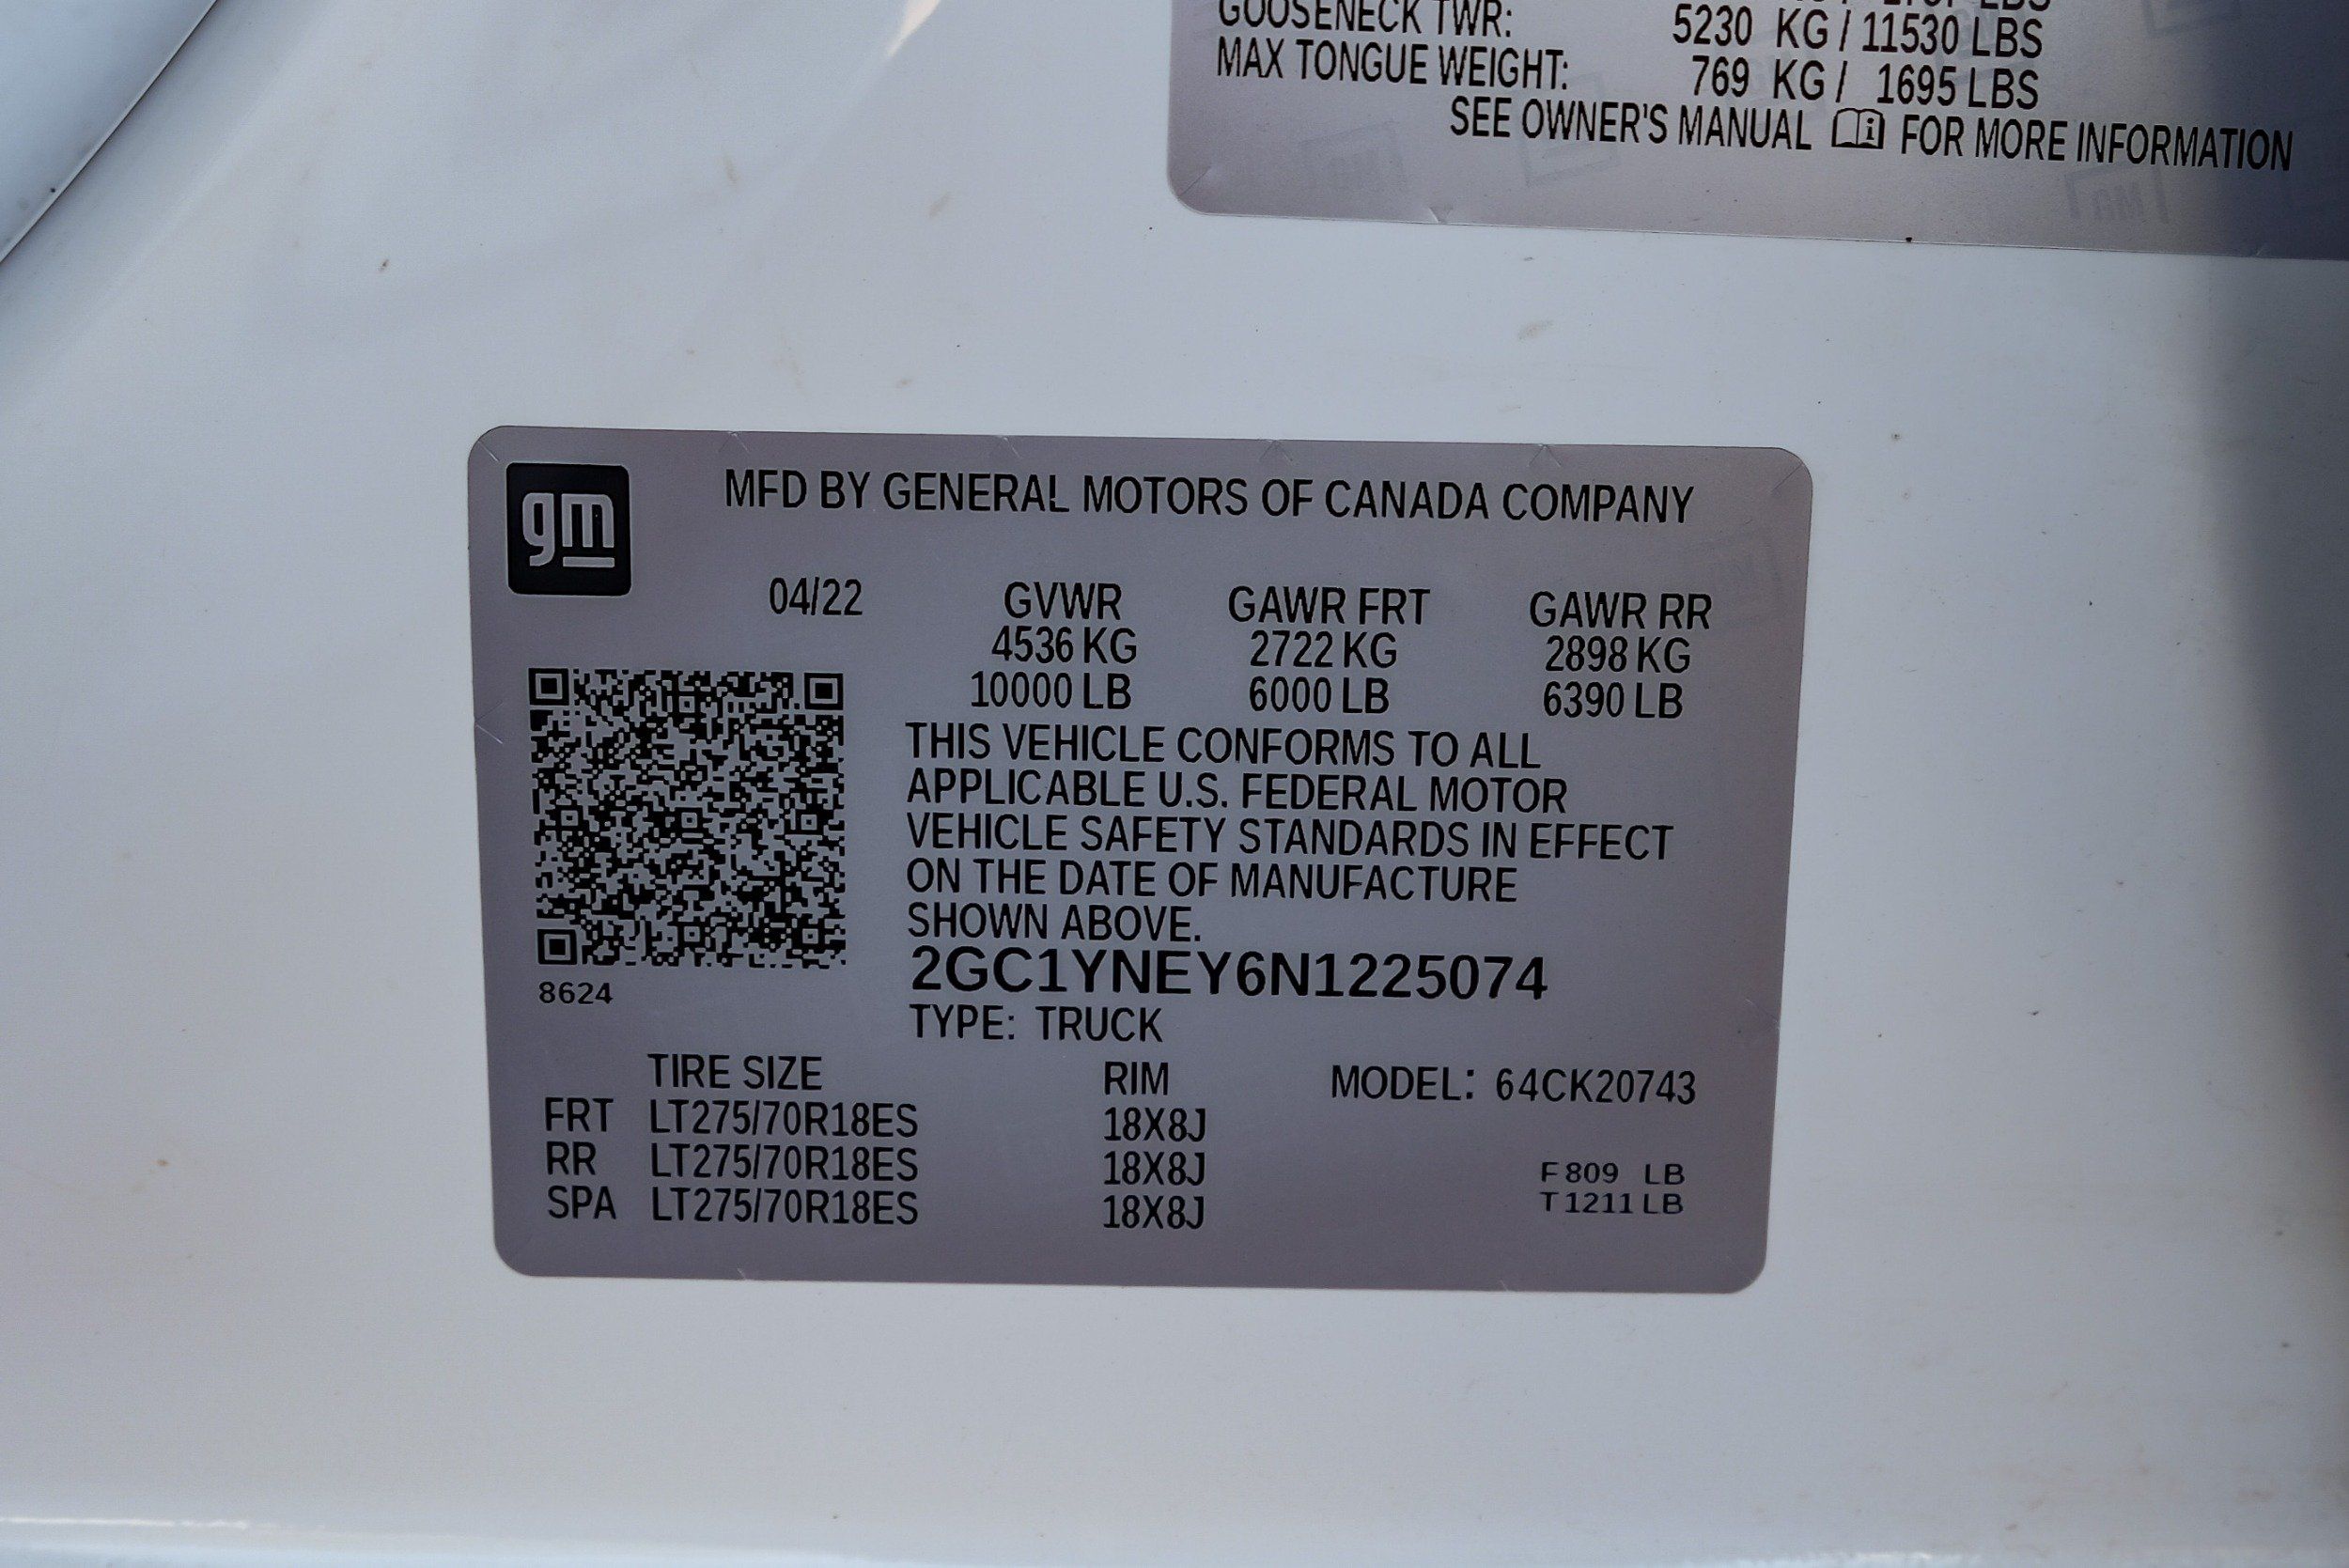 GOOSENECK TWR: 5230 KG / 11530 LBS
MAX TONGUE WEIGHT: 769 KG / 1695 LBS
SEE OWNER'S MANUAL FOR MORE INFORMATION
gm
MFD BY GENERAL MOTORS OF CANADA COMPANY
04/22 GVWR GAWR FRT GAWR RR
4536 KG 2722 KG 2898 KG
10000 LB 6000 LB 6390 LB
THIS VEHICLE CONFORMS TO ALL
APPLICABLE U.S. FEDERAL MOTOR
VEHICLE SAFETY STANDARDS IN EFFECT
ON THE DATE OF MANUFACTURE
SHOWN ABOVE.
2GC1YNEY6N1225074
8624
TYPE: TRUCK
TIRE SIZE RIM MODEL: 64CK20743
FRT LT275/70R18ES 18X8J
RR LT275/70R18ES 18X8J
SPA LT275/70R18ES 18X8J
F 809 LB
T 1211 LB